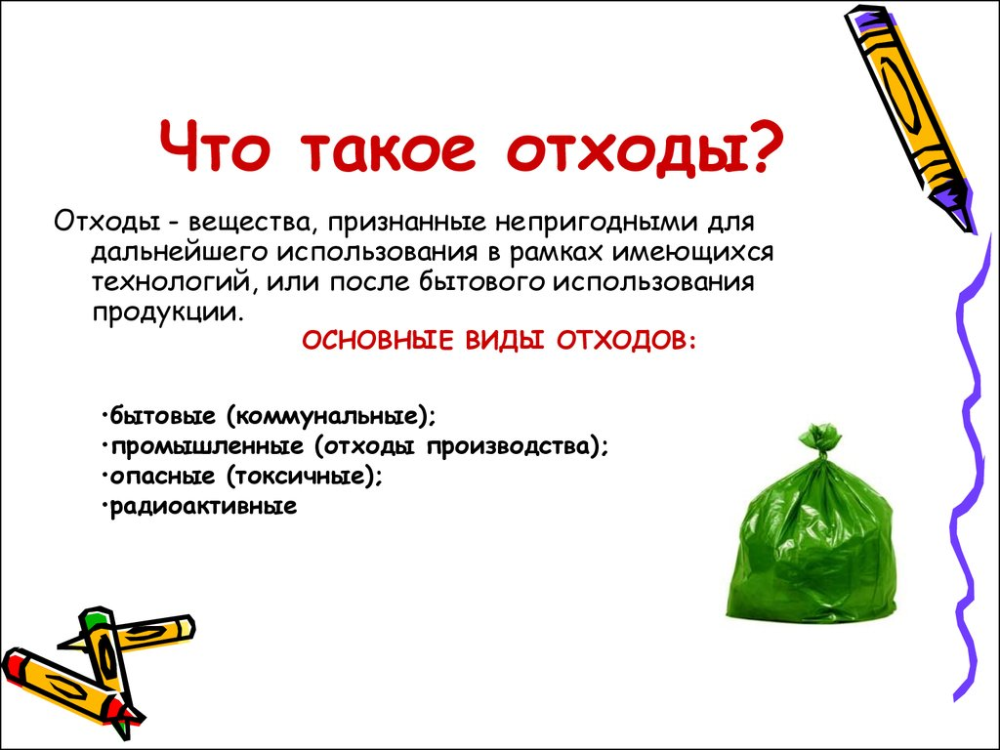 Что такое отходы?
Отходы - вещества, признанные непригодными для
дальнейшего использования в рамках имеющихся
технологий, или после бытового использования
продукции.
ОСНОВНЫЕ ВИДЫ ОТХОДОВ:
•бытовые (коммунальные);
•промышленные (отходы производства);
•опасные (токсичные);
•радиоактивные